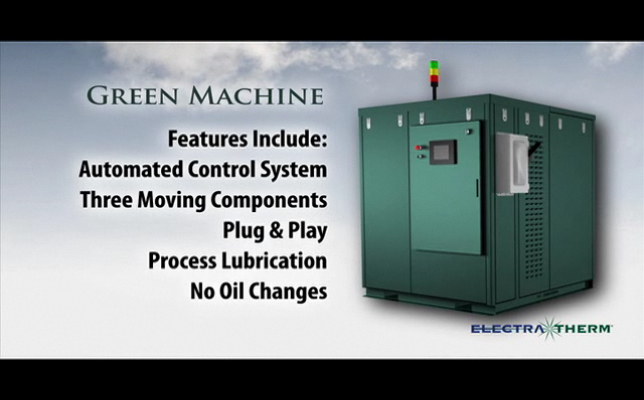 GREEN MACHINE
Features Include:
Automated Control System
Three Moving Components
Plug & Play
Process Lubrication
No Oil Changes
ELECTRATHERM